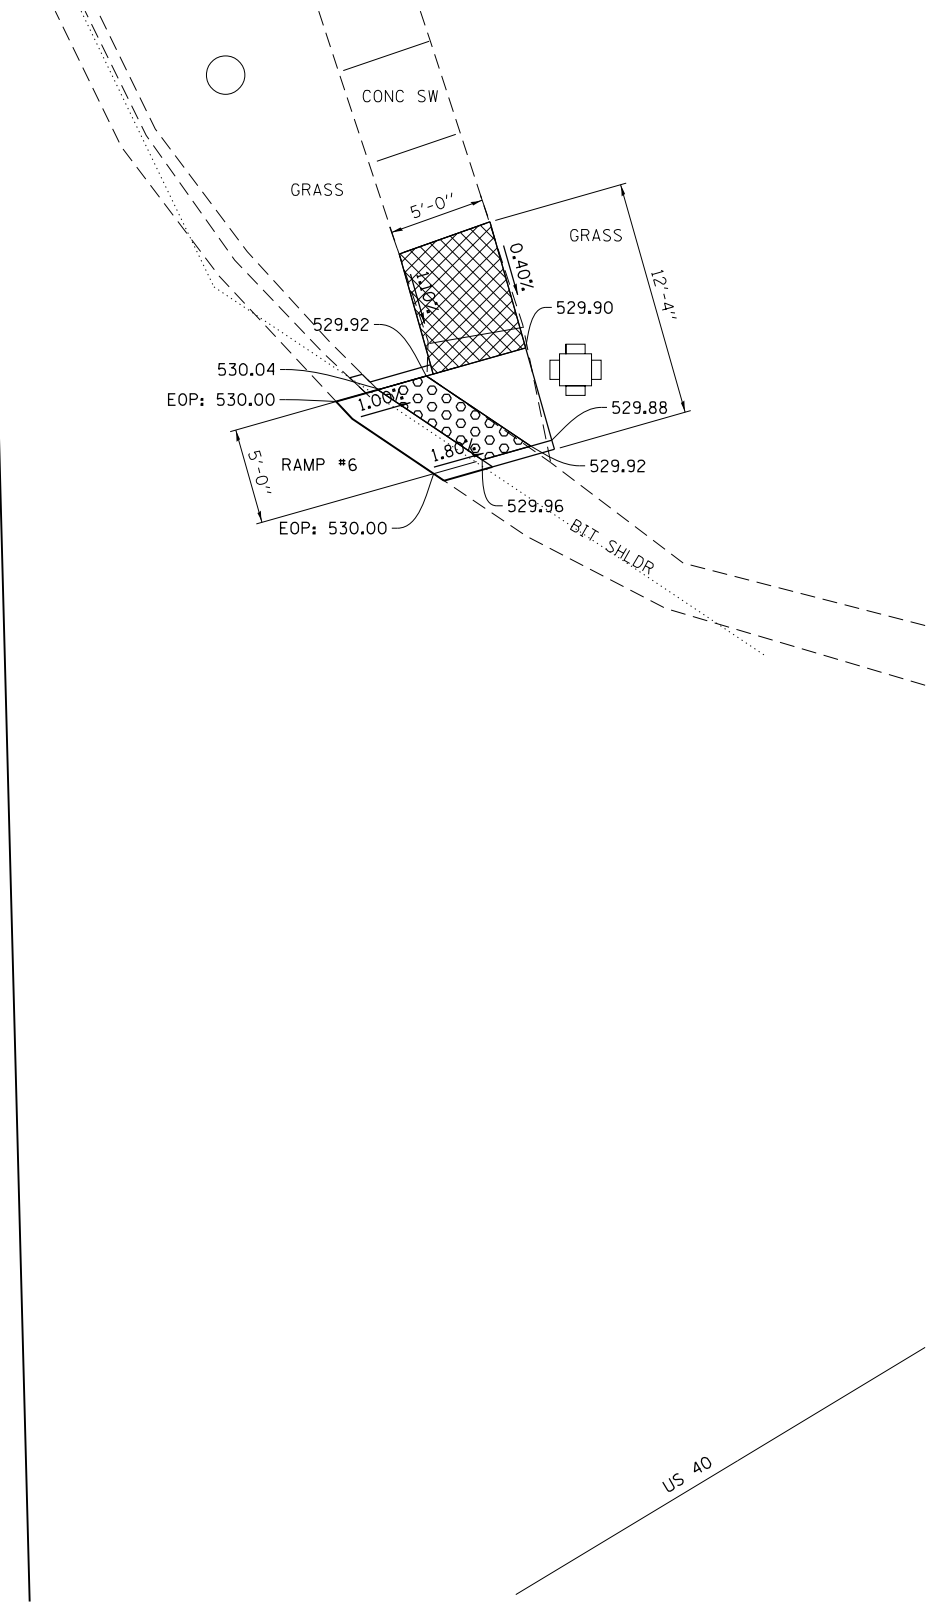 CONC SW
GRASS
5'-0"
GRASS
0.40%
1.10%
12'-4"
529.92
529.90
530.04
EOP: 530.00
1.00%
529.88
1.80%
RAMP #6
5'-0"
529.92
529.96
EOP: 530.00
BIT SHLDR
US 40